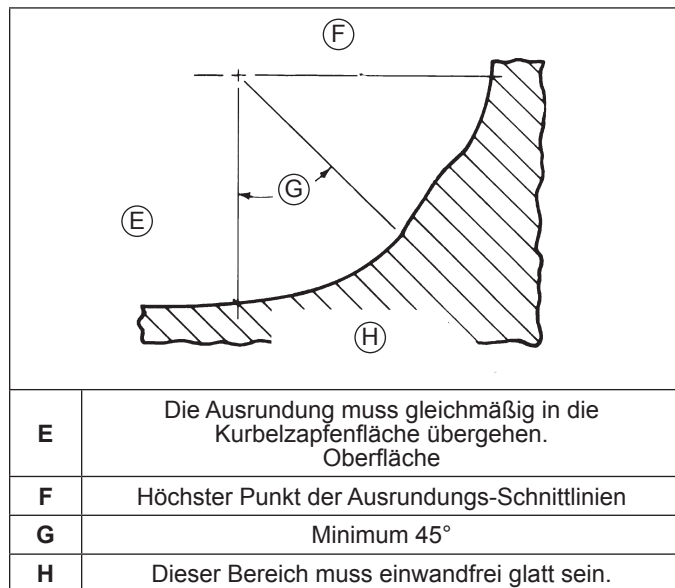 F
G
E
H
E Die Ausrundung muss gleichmäßig in die
Kurbelzapfenfläche übergehen.
Oberfläche
F Höchster Punkt der Ausrundungs-Schnittlinien
G Minimum 45°
H Dieser Bereich muss einwandfrei glatt sein.